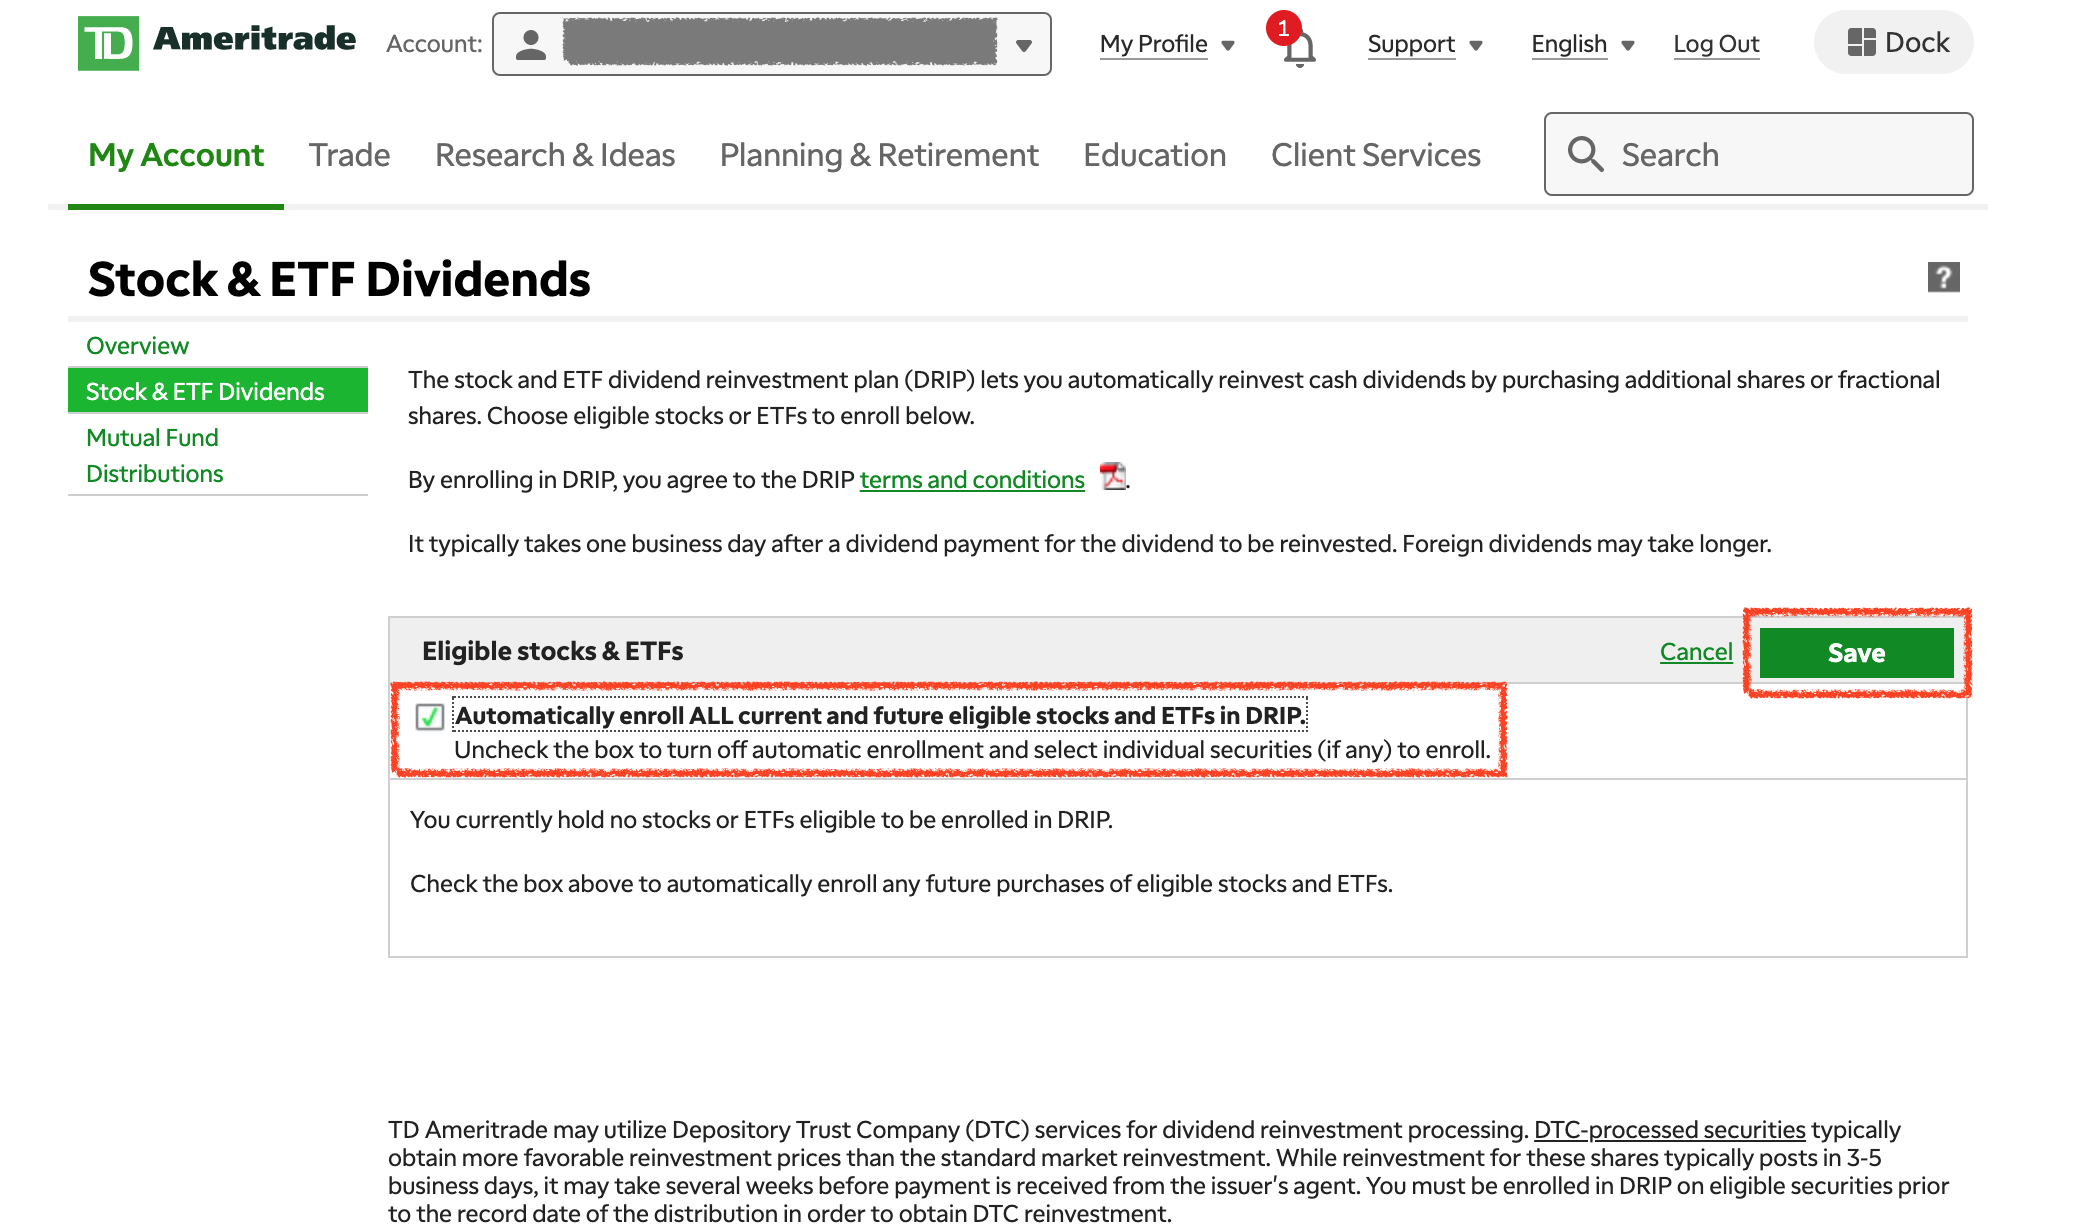 TD Ameritrade Account: My Profile 1 Support English Log Out Dock
My Account Trade Research & Ideas Planning & Retirement Education Client Services Search
Stock & ETF Dividends ?
Overview
Stock & ETF Dividends
Mutual Fund
Distributions
The stock and ETF dividend reinvestment plan (DRIP) lets you automatically reinvest cash dividends by purchasing additional shares or fractional
shares. Choose eligible stocks or ETFs to enroll below.
By enrolling in DRIP, you agree to the DRIP terms and conditions .
It typically takes one business day after a dividend payment for the dividend to be reinvested. Foreign dividends may take longer.
Eligible stocks & ETFs Cancel Save
Automatically enroll ALL current and future eligible stocks and ETFs in DRIP.
Uncheck the box to turn off automatic enrollment and select individual securities (if any) to enroll.
You currently hold no stocks or ETFs eligible to be enrolled in DRIP.
Check the box above to automatically enroll any future purchases of eligible stocks and ETFs.
TD Ameritrade may utilize Depository Trust Company (DTC) services for dividend reinvestment processing. DTC-processed securities typically
obtain more favorable reinvestment prices than the standard market reinvestment. While reinvestment for these shares typically posts in 3-5
business days, it may take several weeks before payment is received from the issuer's agent. You must be enrolled in DRIP on eligible securities prior
to the record date of the distribution in order to obtain DTC reinvestment.